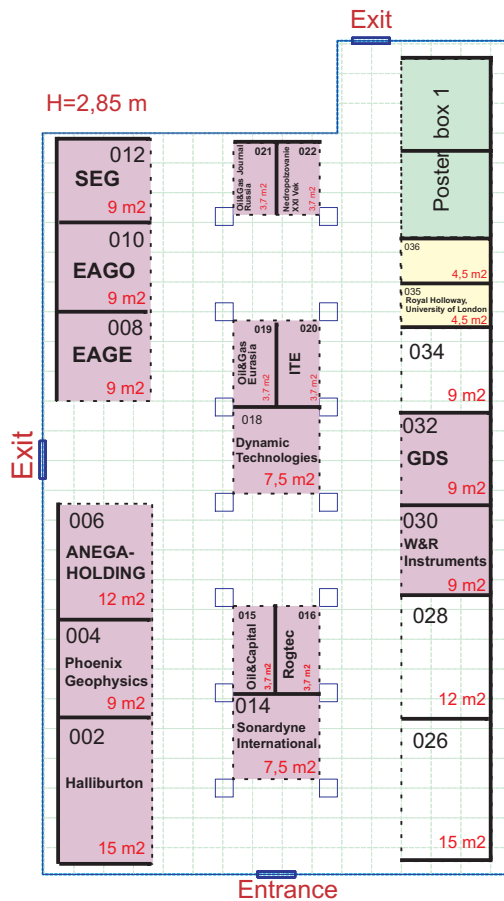 Exit
H=2,85 m
012
SEG
9 m2
010
EAGO
9 m2
008
EAGE
9 m2
Exit
006
ANEGA-
HOLDING
12 m2
004
Phoenix
Geophysics
9 m2
002
Halliburton
15 m2
021
Oil&Gas Journal
Russia
3,7 m2
022
Nedropolzovanie
XXI Vek
3,7 m2
019
Oil&Gas
Eurasia
3,7 m2
020
ITE
3,7 m2
018
Dynamic
Technologies
7,5 m2
015
Oil&Capital
3,7 m2
016
Rogtec
3,7 m2
014
Sonardyne
International
7,5 m2
Poster box 1
036
4,5 m2
035
Royal Holloway,
University of London
4,5 m2
034
9 m2
032
GDS
9 m2
030
W&R
Instruments
9 m2
028
12 m2
026
15 m2
Entrance